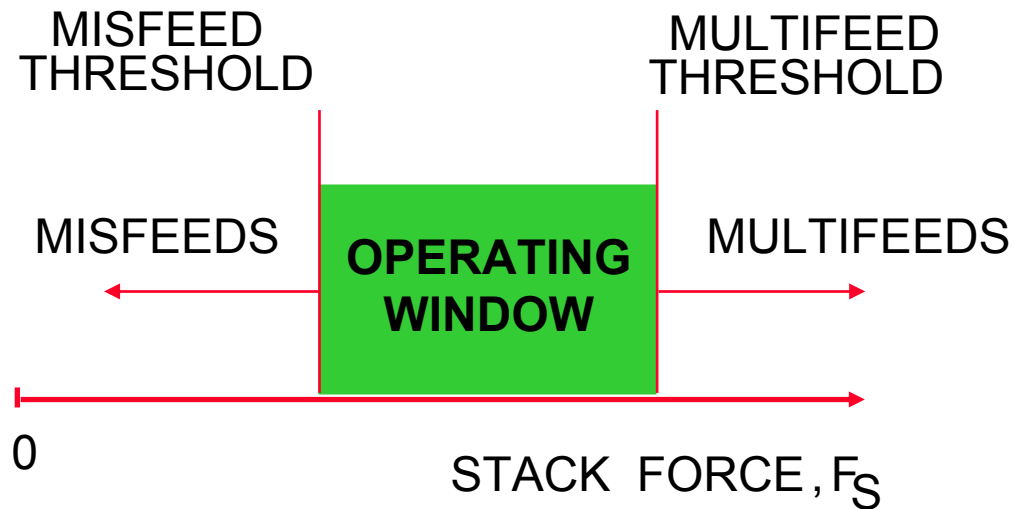 MISFEED
THRESHOLD
MULTIFEED
THRESHOLD
MISFEEDS
OPERATING
WINDOW
MULTIFEEDS
0
STACK FORCE, FS